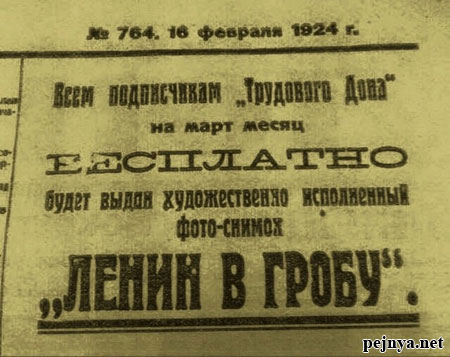 № 764. 16 февраля 1924 г.
Всем подписчикам „Трудового Дона“
на март месяц
БЕСПЛАТНО
будет выдан художественно исполненный
фото-снимок
„ЛЕНИН В ГРОБУ“.
pejnya.net